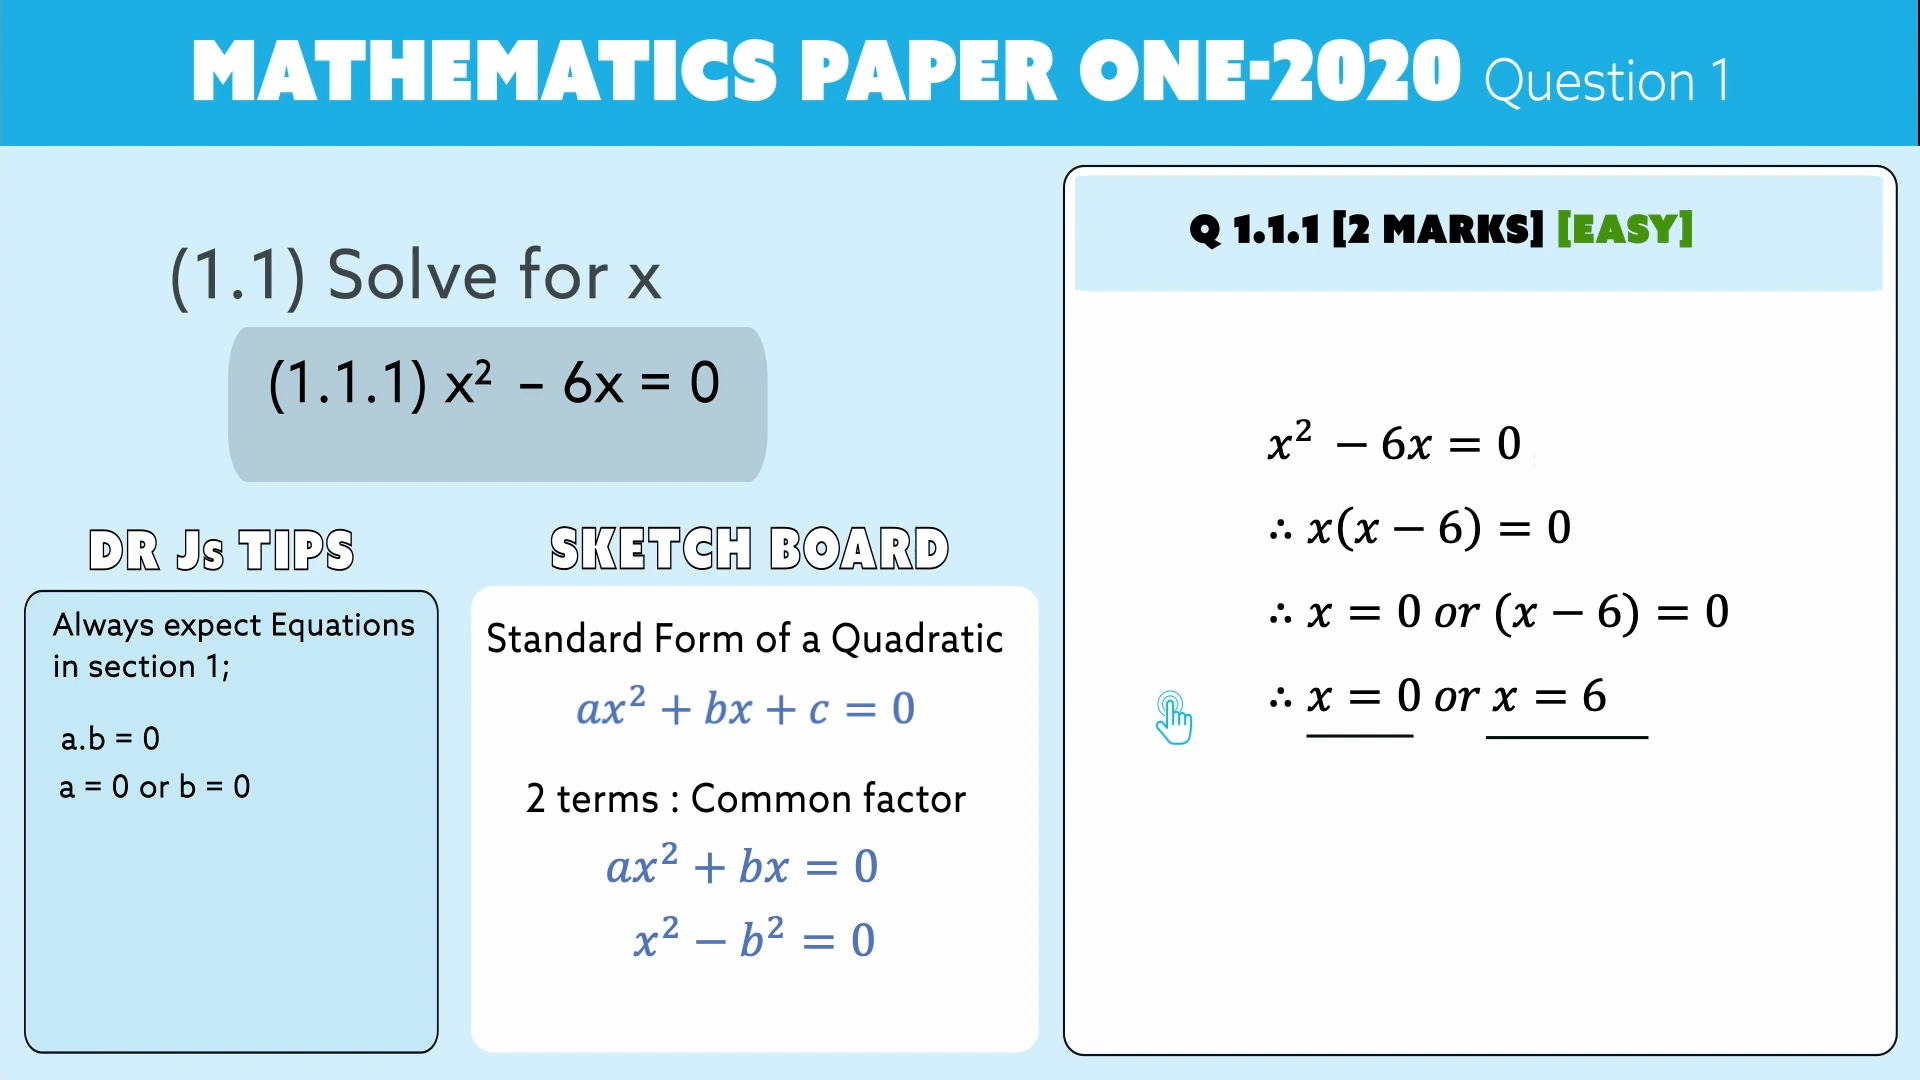 MATHEMATICS PAPER ONE-2020 Question 1
(1.1) Solve for x
(1.1.1) x² – 6x = 0
DR Js TIPS
Always expect Equations
in section 1;
a.b = 0
a = 0 or b = 0
SKETCH BOARD
Standard Form of a Quadratic
ax² + bx + c = 0
2 terms : Common factor
ax² + bx = 0
x² − b² = 0
Q 1.1.1 [2 MARKS] [EASY]
x² − 6x = 0
∴ x(x − 6) = 0
∴ x = 0 or (x − 6) = 0
∴ x = 0 or x = 6